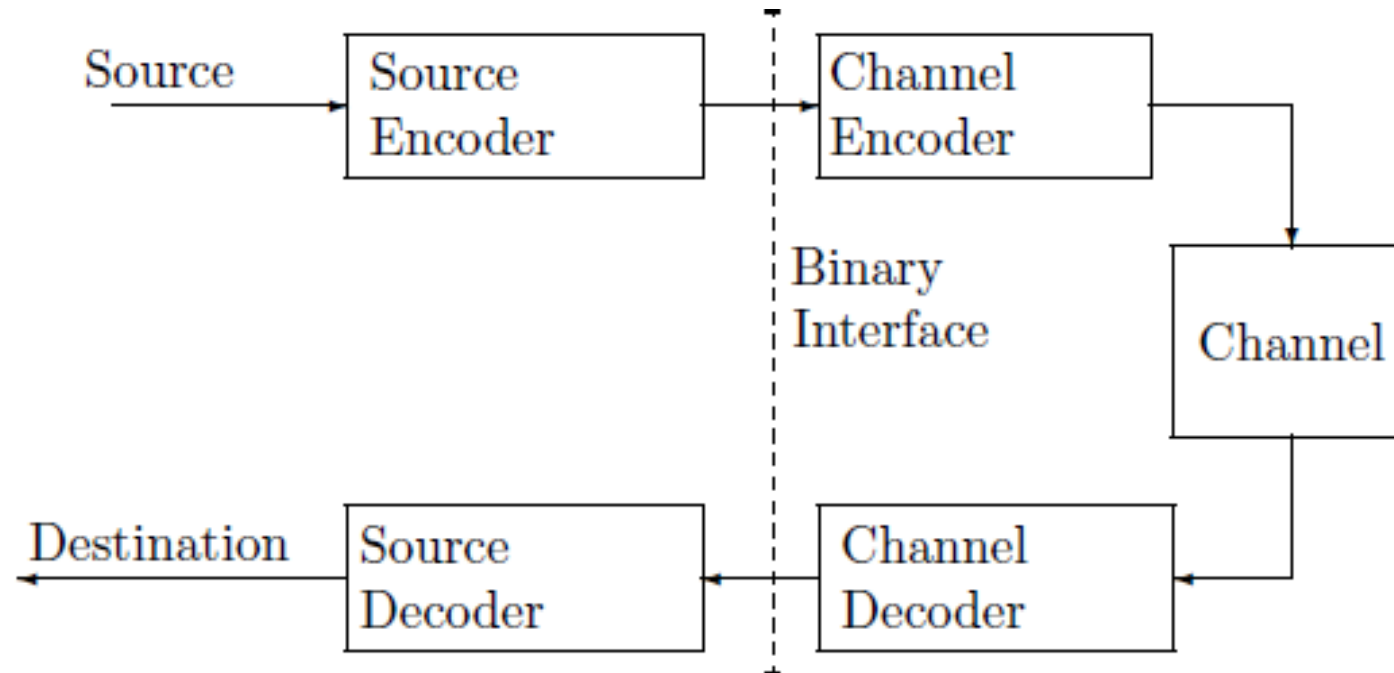 Source
Source
Encoder
Channel
Encoder
Binary
Interface
Channel
Channel
Decoder
Source
Decoder
Destination